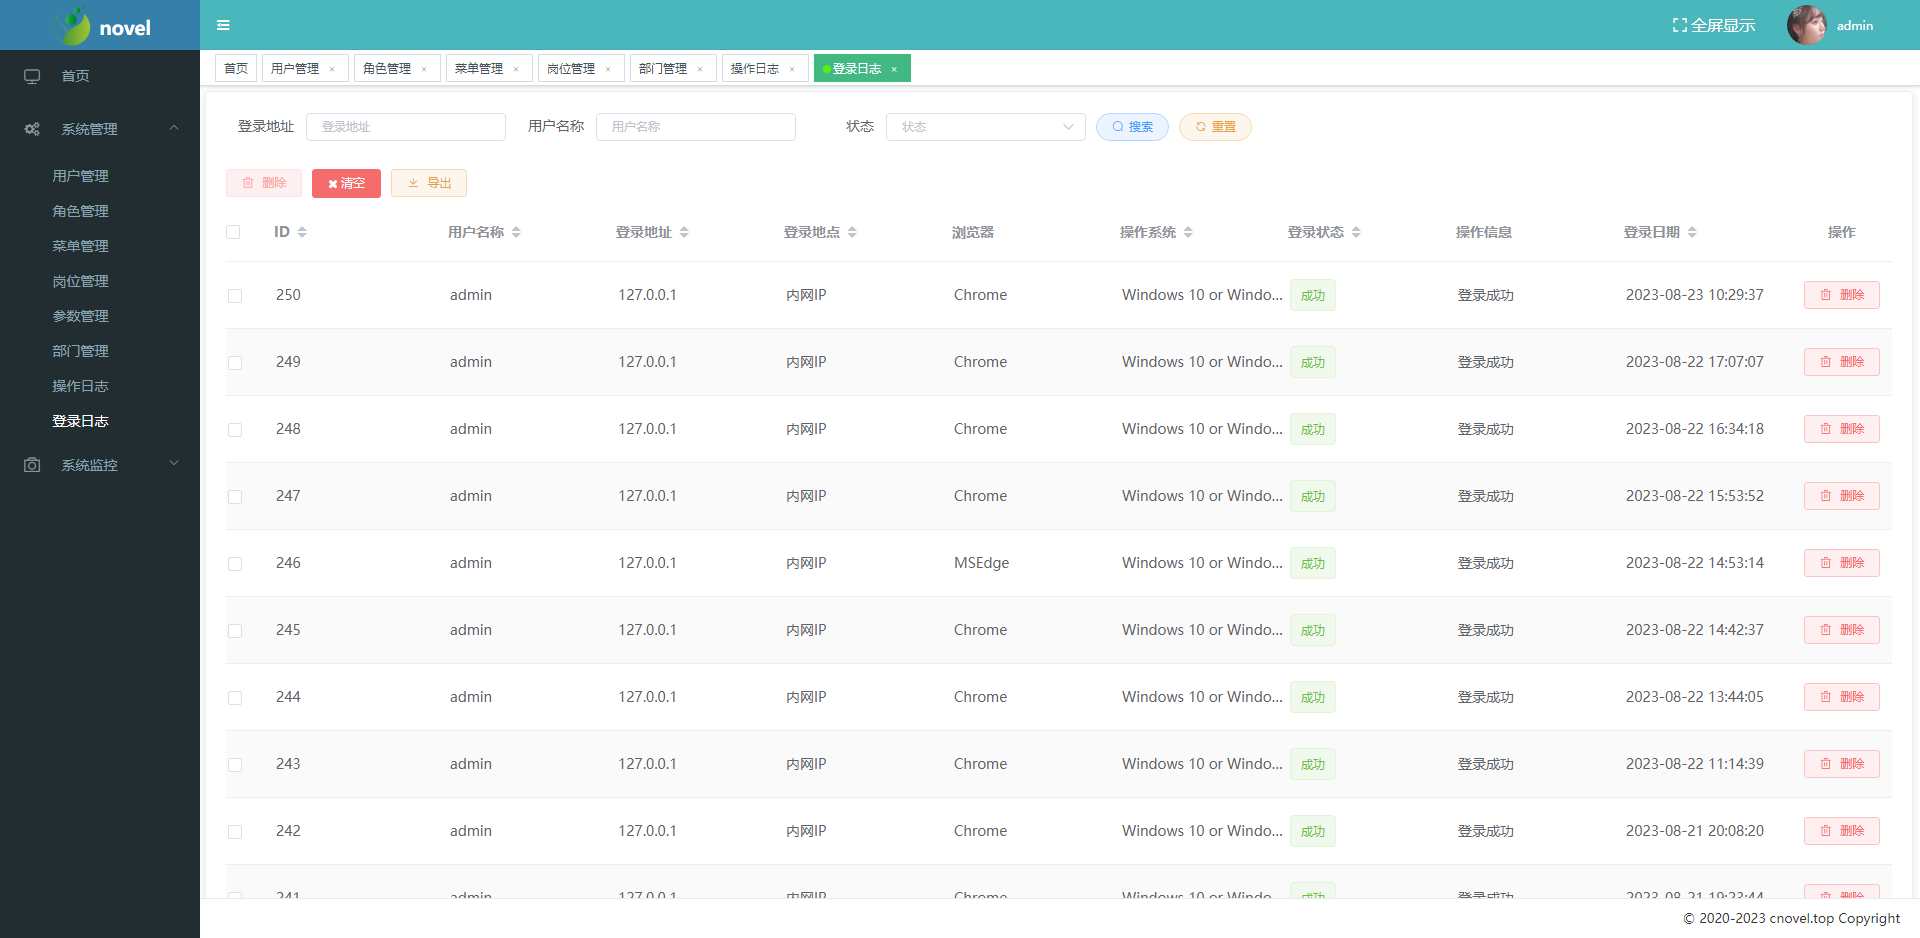 novel
全屏显示 admin
首页 用户管理 × 角色管理 × 菜单管理 × 岗位管理 × 部门管理 × 操作日志 × 登录日志 ×
首页
系统管理
用户管理
角色管理
菜单管理
岗位管理
参数管理
部门管理
操作日志
登录日志
系统监控
登录地址 登录地址 用户名称 用户名称 状态 状态 搜索 重置
删除 清空 导出
ID 用户名称 登录地址 登录地点 浏览器 操作系统 登录状态 操作信息 登录日期 操作
250 admin 127.0.0.1 内网IP Chrome Windows 10 or Windo... 成功 登录成功 2023-08-23 10:29:37 删除
249 admin 127.0.0.1 内网IP Chrome Windows 10 or Windo... 成功 登录成功 2023-08-22 17:07:07 删除
248 admin 127.0.0.1 内网IP Chrome Windows 10 or Windo... 成功 登录成功 2023-08-22 16:34:18 删除
247 admin 127.0.0.1 内网IP Chrome Windows 10 or Windo... 成功 登录成功 2023-08-22 15:53:52 删除
246 admin 127.0.0.1 内网IP MSEdge Windows 10 or Windo... 成功 登录成功 2023-08-22 14:53:14 删除
245 admin 127.0.0.1 内网IP Chrome Windows 10 or Windo... 成功 登录成功 2023-08-22 14:42:37 删除
244 admin 127.0.0.1 内网IP Chrome Windows 10 or Windo... 成功 登录成功 2023-08-22 13:44:05 删除
243 admin 127.0.0.1 内网IP Chrome Windows 10 or Windo... 成功 登录成功 2023-08-22 11:14:39 删除
242 admin 127.0.0.1 内网IP Chrome Windows 10 or Windo... 成功 登录成功 2023-08-21 20:08:20 删除
241 admin 127.0.0.1 内网IP Chrome Windows 10 or Windo... 成功 登录成功 2023-08-21 19:23:44 删除
© 2020-2023 cnovel.top Copyright